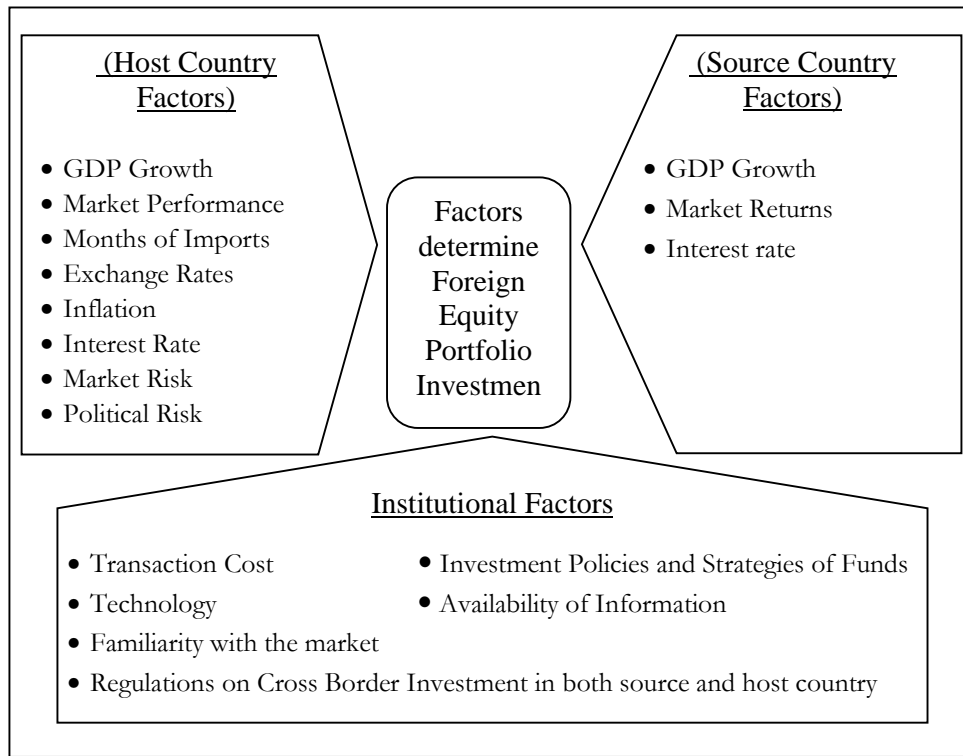 (Host Country
Factors)
• GDP Growth
• Market Performance
• Months of Imports
• Exchange Rates
• Inflation
• Interest Rate
• Market Risk
• Political Risk
Factors
determine
Foreign
Equity
Portfolio
Investmen
(Source Country
Factors)
• GDP Growth
• Market Returns
• Interest rate
Institutional Factors
• Transaction Cost
• Technology
• Familiarity with the market
• Regulations on Cross Border Investment in both source and host country
• Investment Policies and Strategies of Funds
• Availability of Information